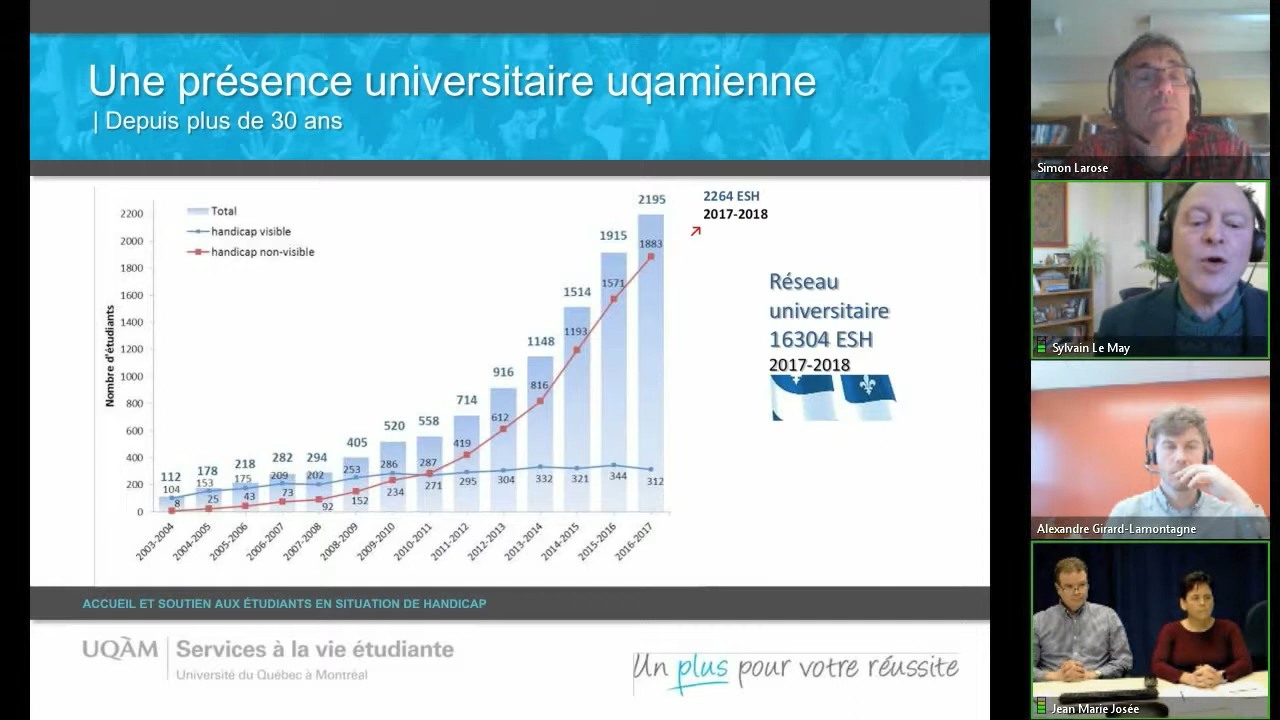 Une présence universitaire uqamienne
| Depuis plus de 30 ans
2264 ESH
2017-2018
Total
handicap visible
handicap non-visible
Nombre d'étudiants
2200
2000
1800
1600
1400
1200
1000
800
600
400
200
0
112 178 218 282 294 405 520 558 714 916 1148 1514 1915 2195
104 153 175 209 202 253 286 271 295 304 332 321 344 312
8 25 43 73 92 152 234 287 419 612 816 1193 1571 1883
2003-2004 2004-2005 2005-2006 2006-2007 2007-2008 2008-2009 2009-2010 2010-2011 2011-2012 2012-2013 2013-2014 2014-2015 2015-2016 2016-2017
Réseau
universitaire
16304 ESH
2017-2018
ACCUEIL ET SOUTIEN AUX ÉTUDIANTS EN SITUATION DE HANDICAP
UQÀM
Services à la vie étudiante
Université du Québec à Montréal
Un plus pour votre réussite
Simon Larose
Sylvain Le May
Alexandre Girard-Lamontagne
Jean Marie Josée